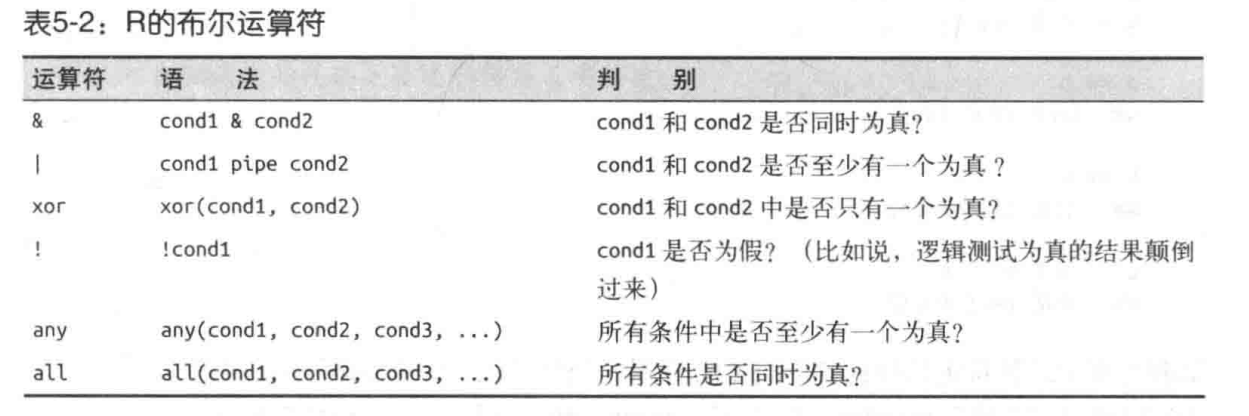 表5-2：R的布尔运算符
运算符 语 法 判 别
& cond1 & cond2 cond1 和 cond2 是否同时为真？
| cond1 pipe cond2 cond1 和 cond2 是否至少有一个为真？
xor xor(cond1, cond2) cond1 和 cond2 中是否只有一个为真？
! !cond1 cond1 是否为假？（比如说，逻辑测试为真的结果颠倒
过来）
any any(cond1, cond2, cond3, ...) 所有条件中是否至少有一个为真？
all all(cond1, cond2, cond3, ...) 所有条件是否同时为真？